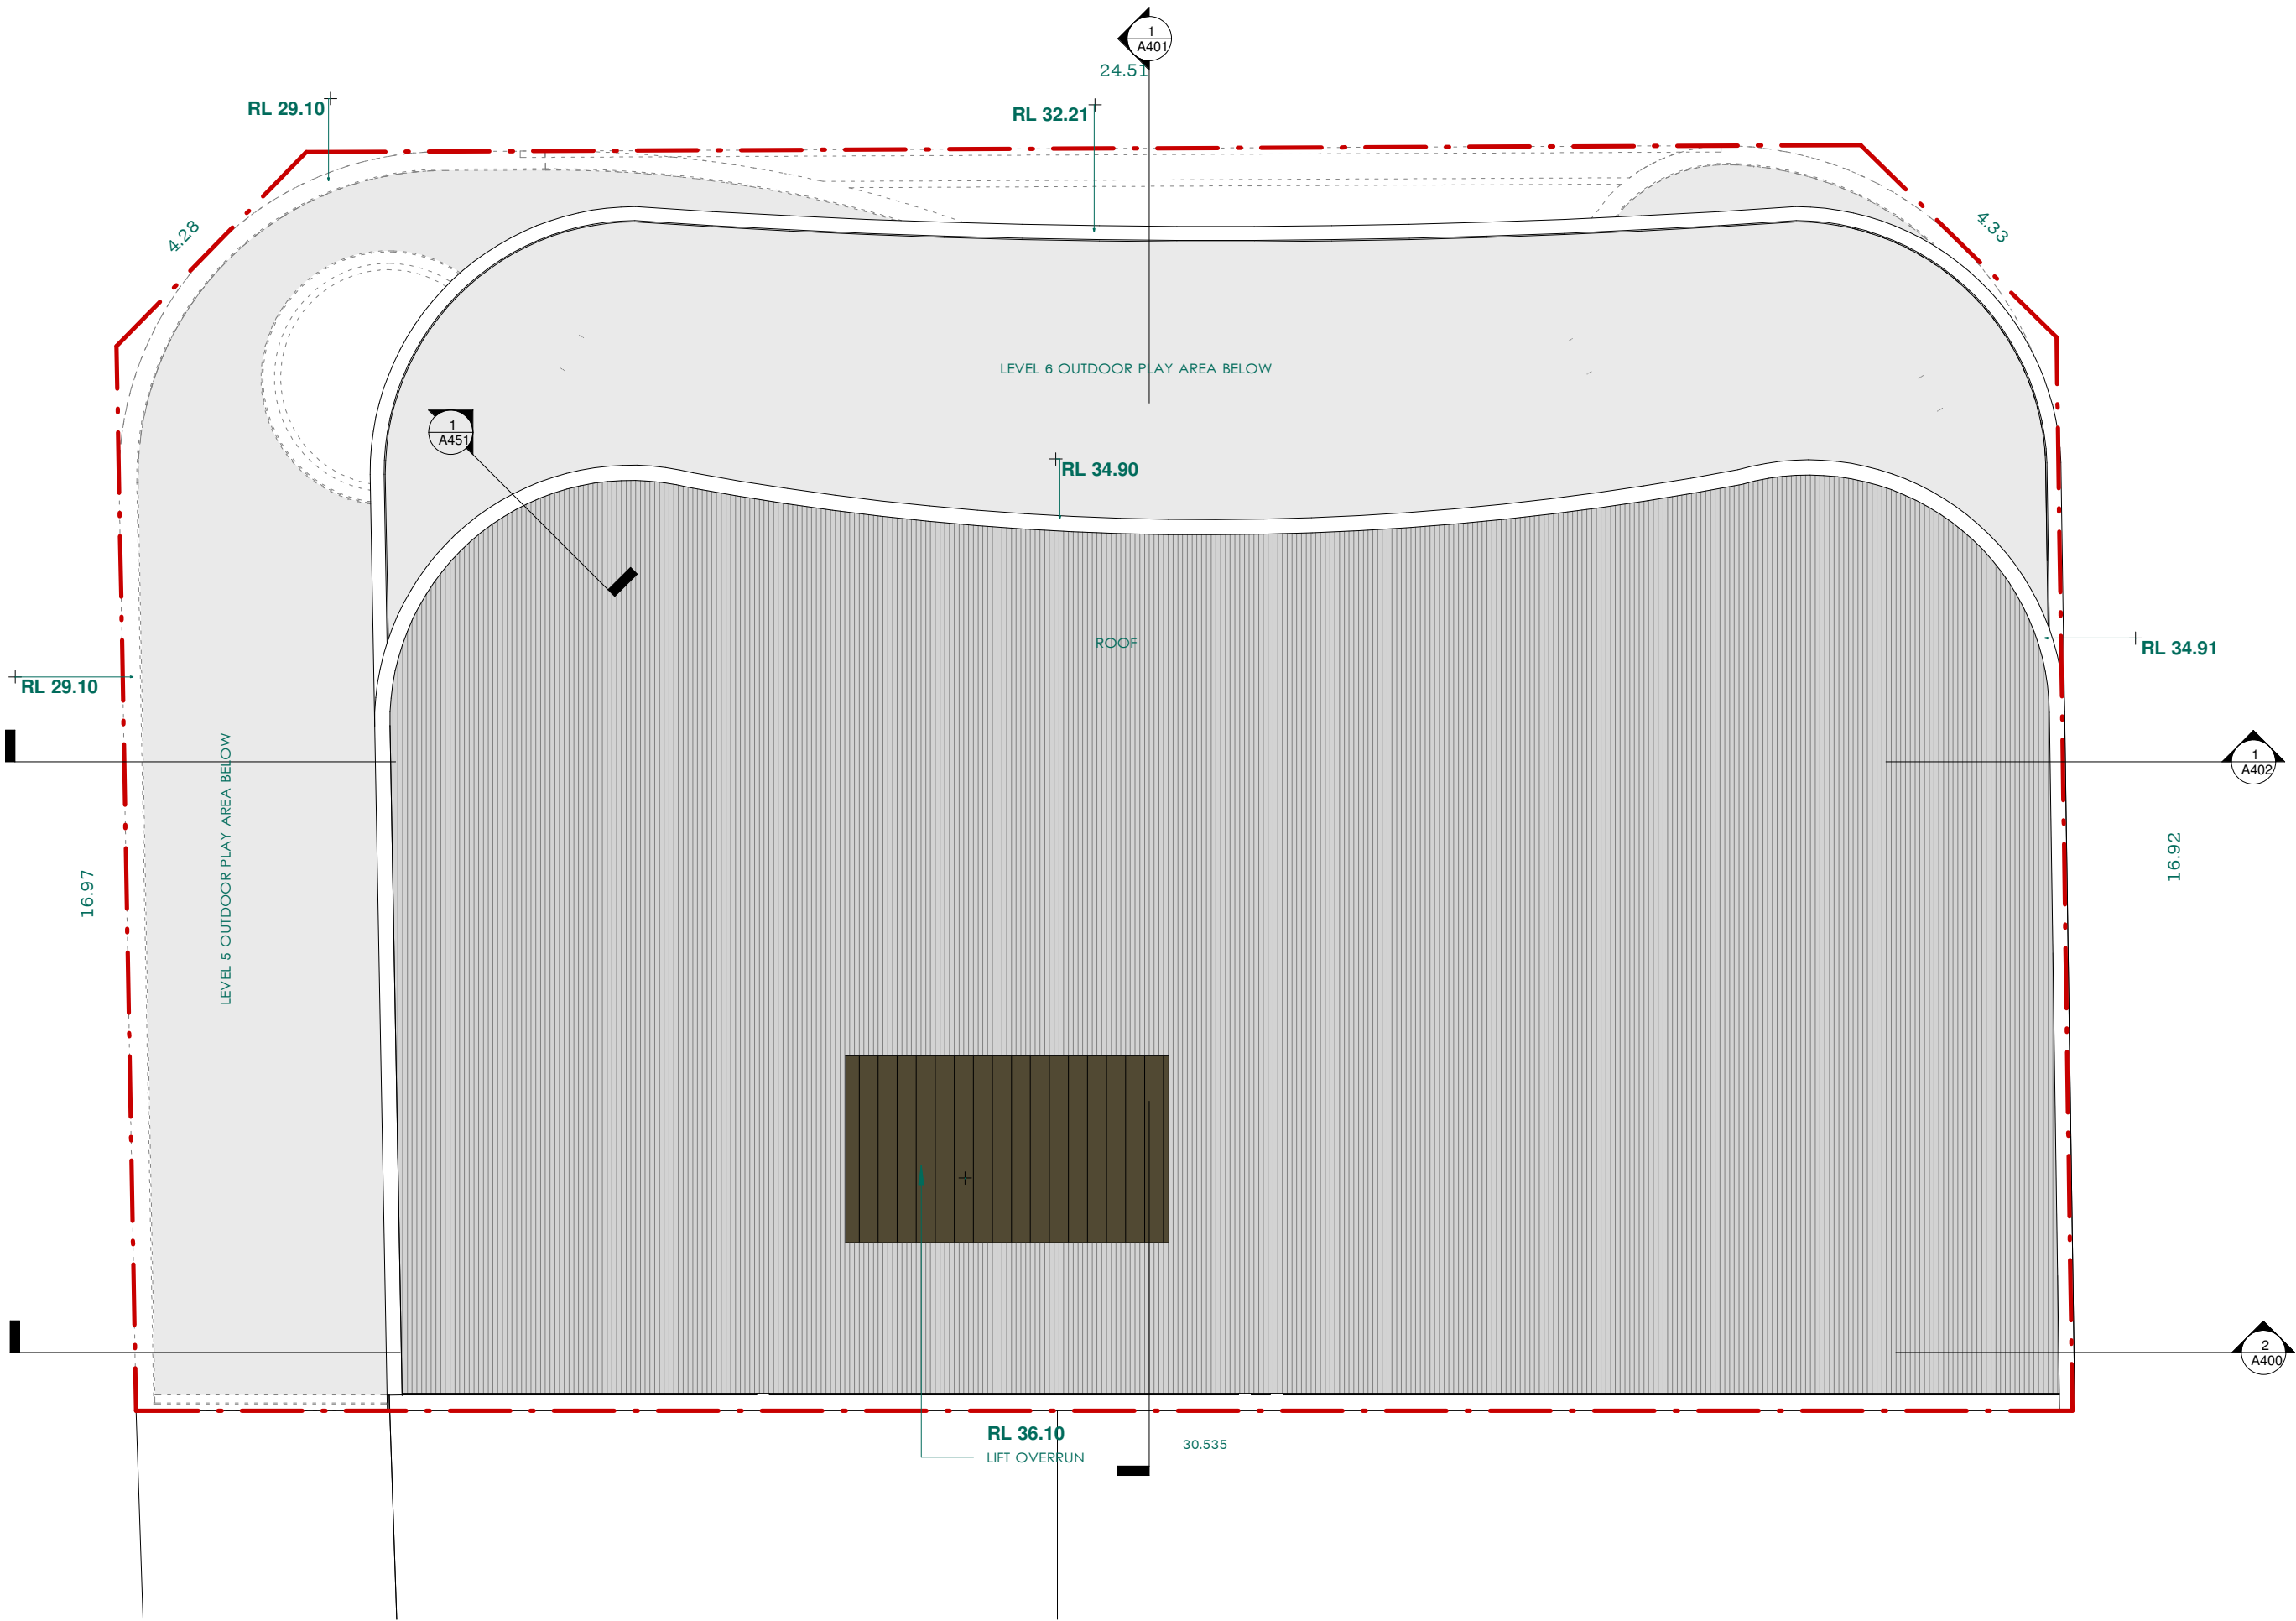 1
A401
24.51
RL 29.10
RL 32.21
4.28
4.33
LEVEL 6 OUTDOOR PLAY AREA BELOW
1
A451
RL 34.90
ROOF
RL 34.91
RL 29.10
LEVEL 5 OUTDOOR PLAY AREA BELOW
1
A402
16.97
16.92
2
A400
RL 36.10
LIFT OVERRUN
30.535